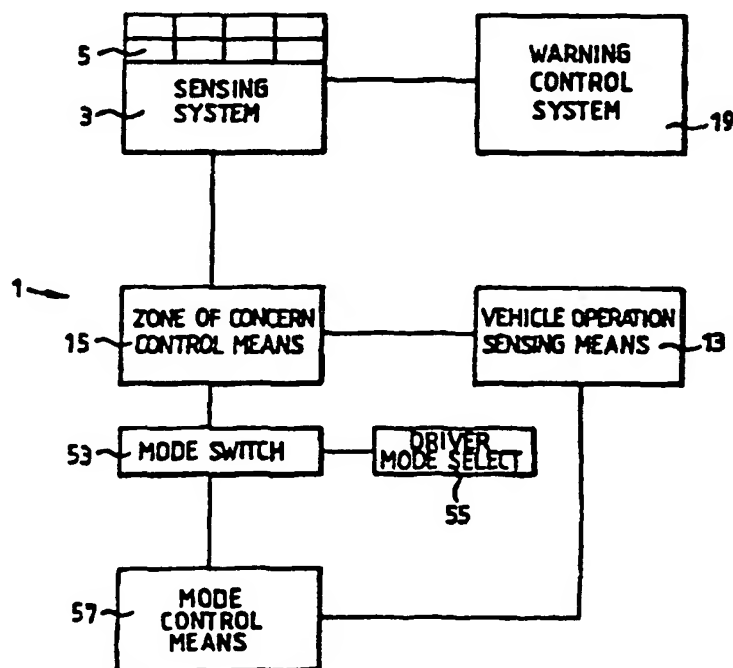 5
SENSING
SYSTEM
3
WARNING
CONTROL
SYSTEM
19
1
ZONE OF CONCERN
CONTROL MEANS
15
VEHICLE OPERATION
SENSING MEANS
13
MODE SWITCH
53
DRIVER
MODE SELECT
55
MODE
CONTROL
MEANS
57